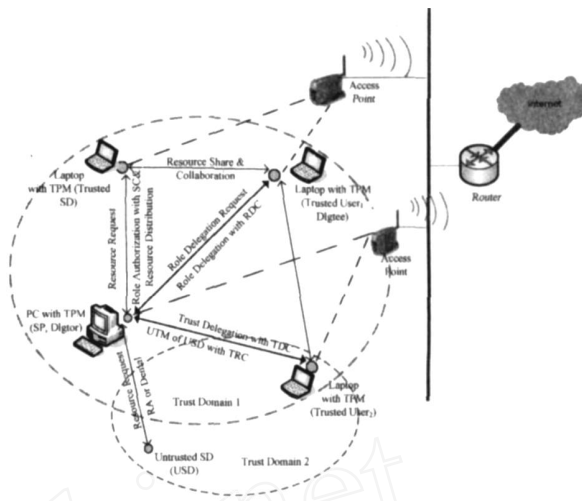 Access
Point
Internet
Router
Laptop
with TPM (Trusted
SD)
Resource Share &
Collaboration
Laptop with TPM
(Trusted User1
Dlgtee)
Resource Request
Role Authorization with SC&
Resource Distribution
Role Delegation Request
Role Delegation with RDC
Access
Point
PC with TPM
(SP, Dlgtor)
Trust Delegation with TDC
UTM of USD with TRC
Resource Request
RA or Denial
Laptop
with TPM
(Trusted User2)
Trust Domain 1
Untrusted SD
(USD)
Trust Domain 2